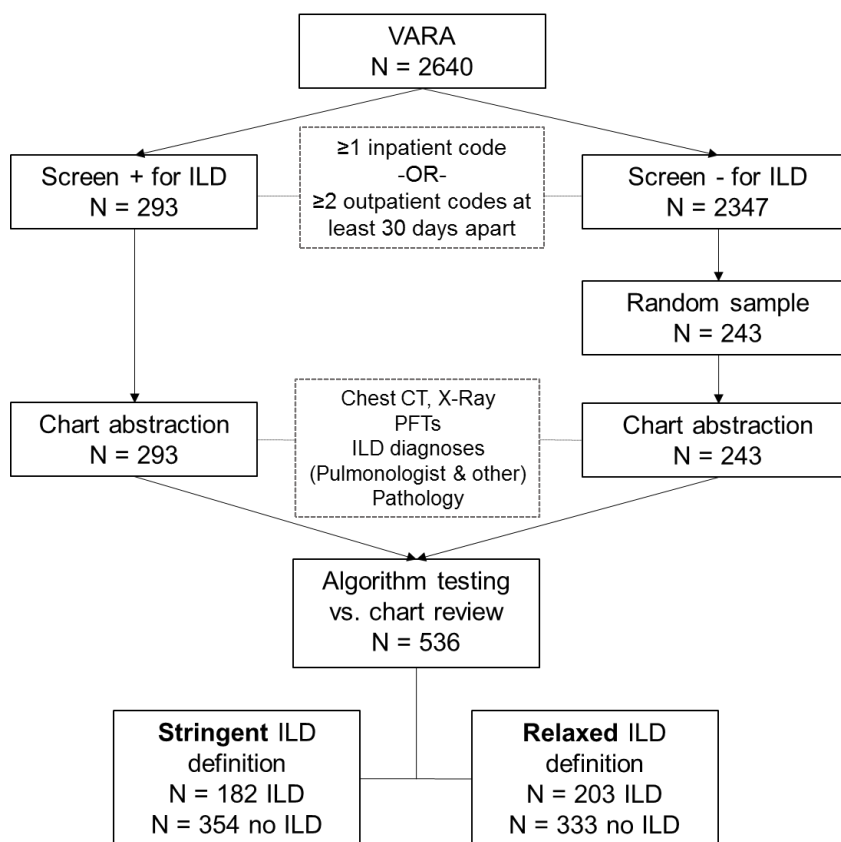 VARA
N = 2640
Screen + for ILD
N = 293
≥1 inpatient code
-OR-
≥2 outpatient codes at
least 30 days apart
Screen - for ILD
N = 2347
Random sample
N = 243
Chart abstraction
N = 293
Chest CT, X-Ray
PFTs
ILD diagnoses
(Pulmonologist & other)
Pathology
Chart abstraction
N = 243
Algorithm testing
vs. chart review
N = 536
Stringent ILD
definition
N = 182 ILD
N = 354 no ILD
Relaxed ILD
definition
N = 203 ILD
N = 333 no ILD